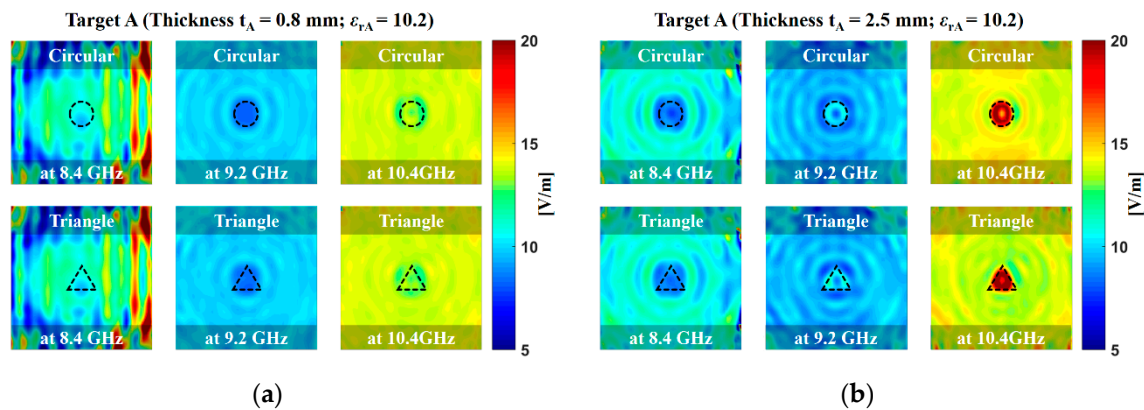 Target A (Thickness t_A = 0.8 mm; ε_rA = 10.2)
Circular Circular Circular
at 8.4 GHz at 9.2 GHz at 10.4GHz
Triangle Triangle Triangle
at 8.4 GHz at 9.2 GHz at 10.4GHz
20
15
10
5
[V/m]
(a)
Target A (Thickness t_A = 2.5 mm; ε_rA = 10.2)
Circular Circular Circular
at 8.4 GHz at 9.2 GHz at 10.4GHz
Triangle Triangle Triangle
at 8.4 GHz at 9.2 GHz at 10.4GHz
20
15
10
5
[V/m]
(b)